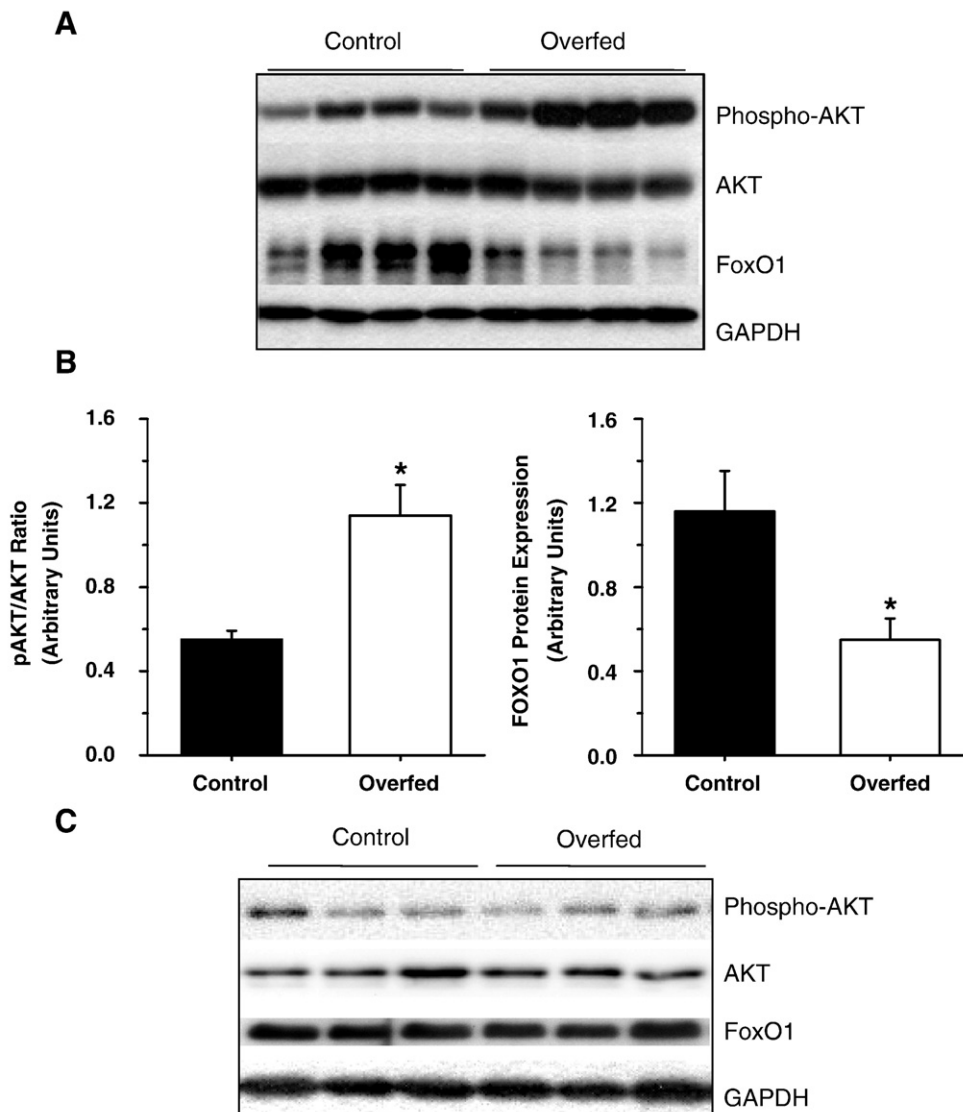 A
Control Overfed
Phospho-AKT
AKT
FoxO1
GAPDH
B
pAKT/AKT Ratio
(Arbitrary Units)
1.6
1.2
0.8
0.4
0.0
*
Control Overfed
FOXO1 Protein Expression
(Arbitrary Units)
1.6
1.2
0.8
0.4
0.0
*
Control Overfed
C
Control Overfed
Phospho-AKT
AKT
FoxO1
GAPDH